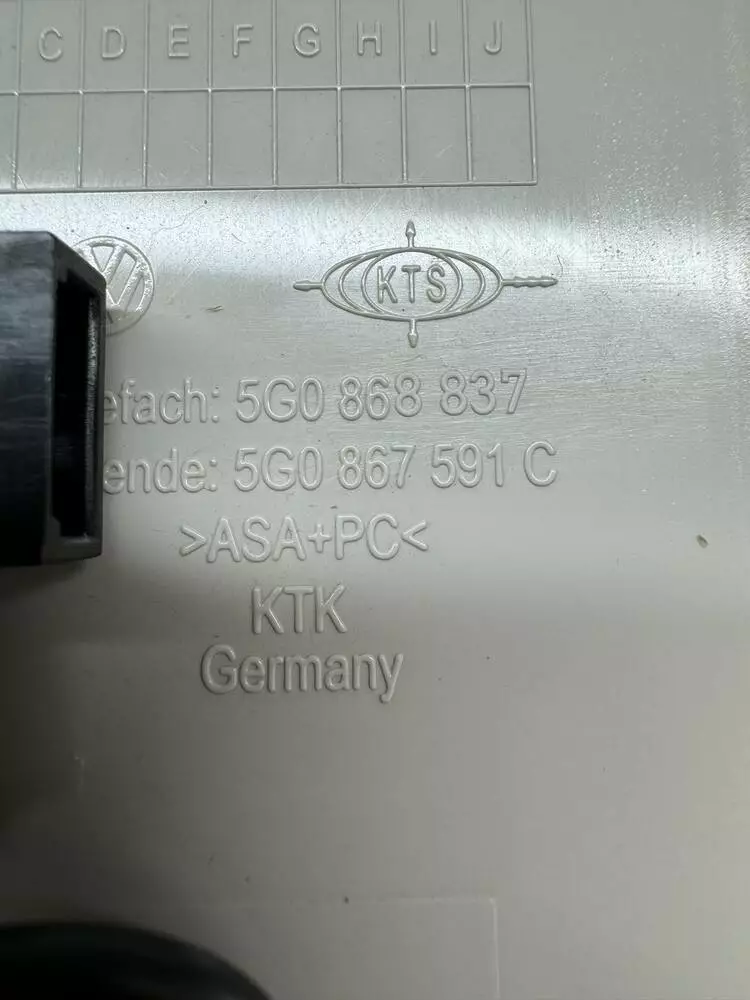 C D E F G H I J
KTS
efach: 5G0 868 837
ende: 5G0 867 591 C
>ASA+PC<
KTK
Germany